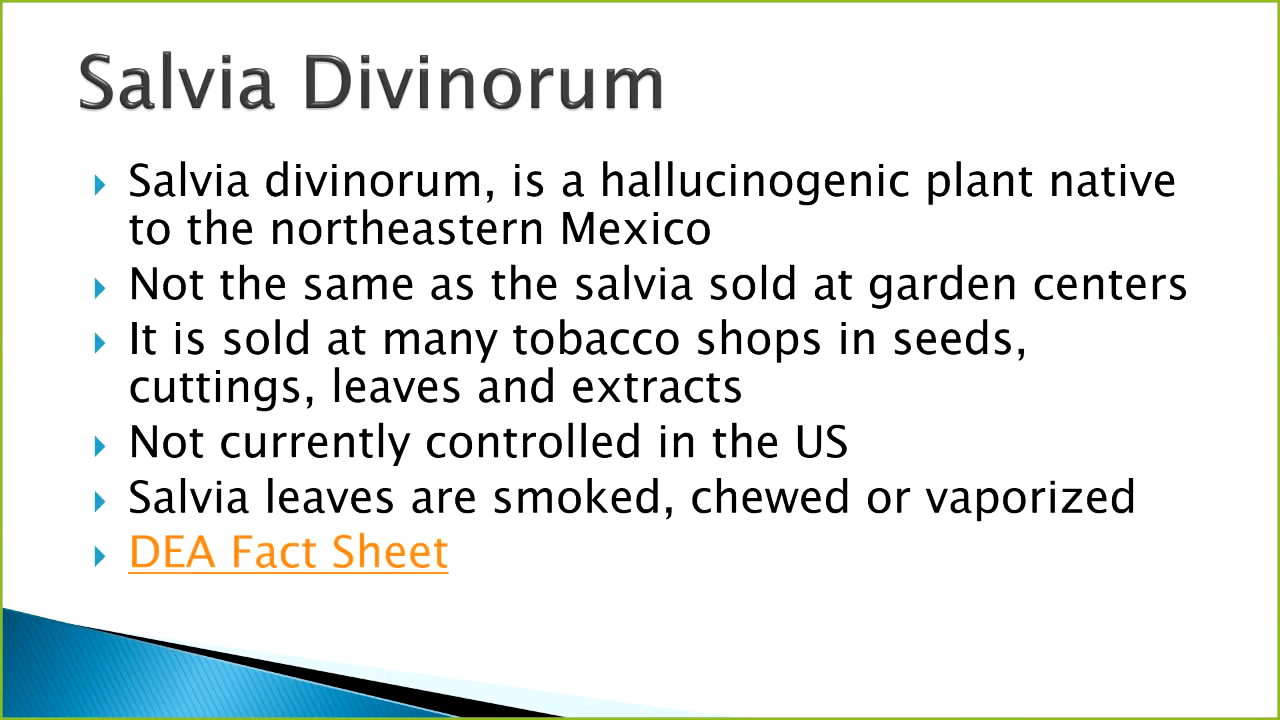 Salvia Divinorum
Salvia divinorum, is a hallucinogenic plant native
to the northeastern Mexico
Not the same as the salvia sold at garden centers
It is sold at many tobacco shops in seeds,
cuttings, leaves and extracts
Not currently controlled in the US
Salvia leaves are smoked, chewed or vaporized
DEA Fact Sheet